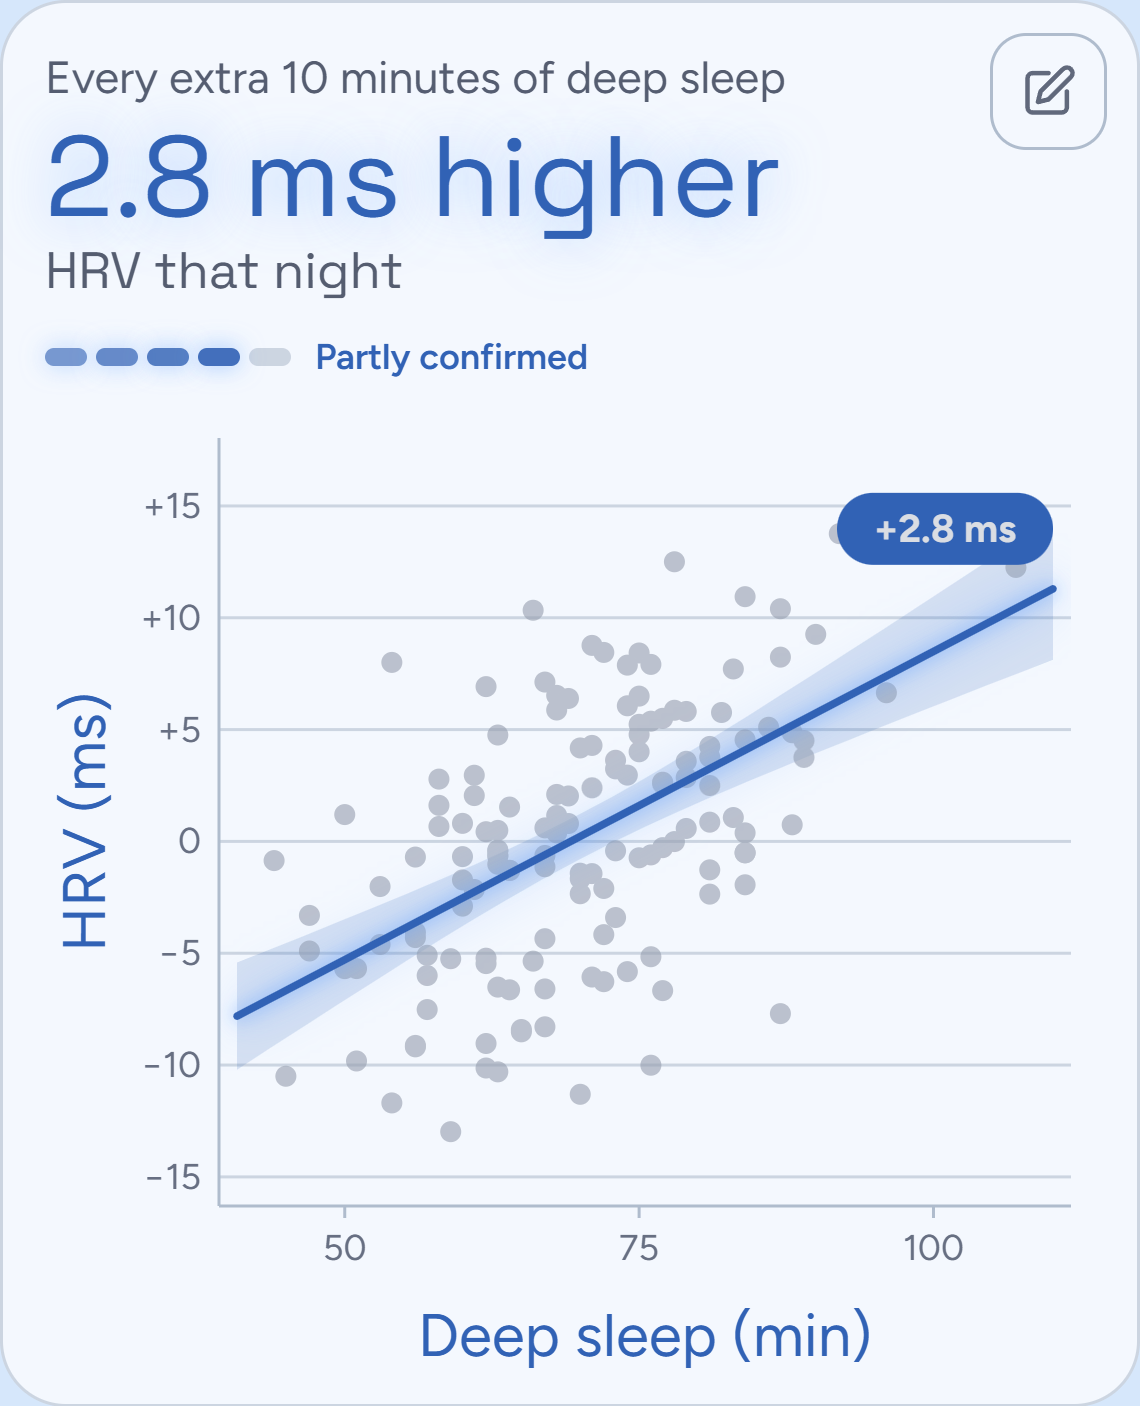 Every extra 10 minutes of deep sleep
2.8 ms higher
HRV that night
Partly confirmed
+15
+2.8 ms
+10
+5
0
−5
−10
−15
HRV (ms)
50 75 100
Deep sleep (min)